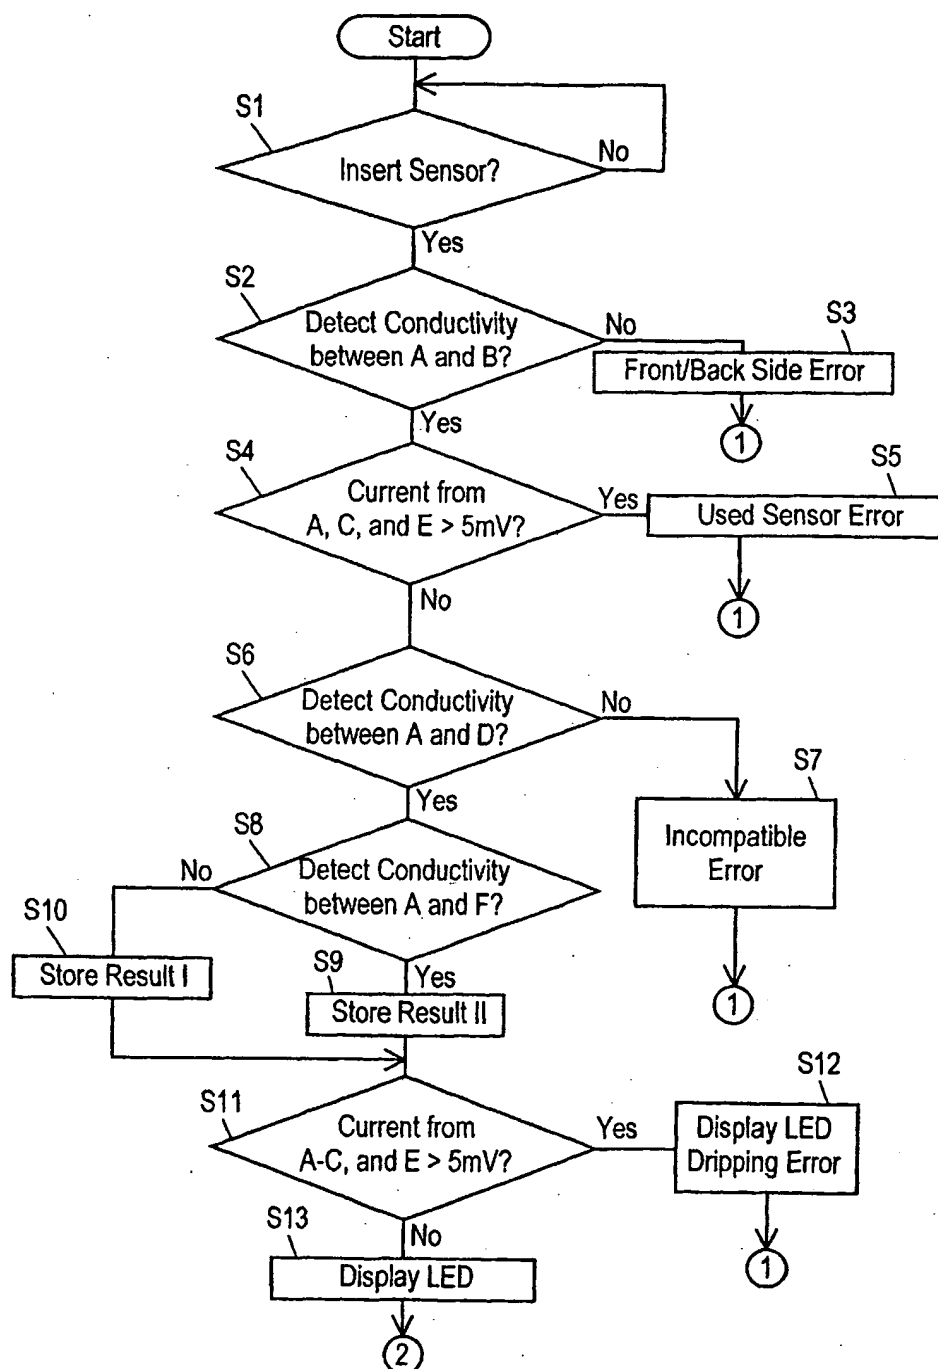 Start
S1
Insert Sensor?
No
Yes
S2
Detect Conductivity
between A and B?
No
S3
Front/Back Side Error
1
Yes
S4
Current from
A, C, and E > 5mV?
Yes
S5
Used Sensor Error
1
No
S6
Detect Conductivity
between A and D?
No
S7
Incompatible
Error
1
Yes
S8
Detect Conductivity
between A and F?
No
S10
Store Result I
S9
Yes
Store Result II
S11
Current from
A-C, and E > 5mV?
Yes
S12
Display LED
Dripping Error
1
No
S13
Display LED
2